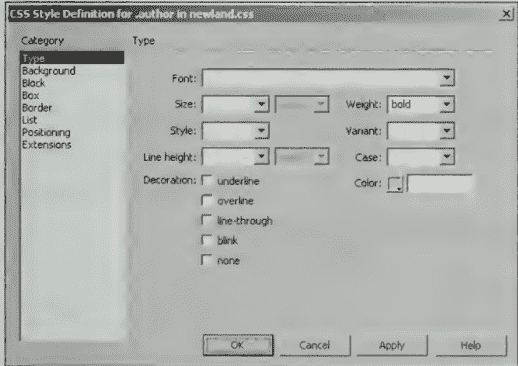 CSS Style Definition for .author in newland.css
Category
Type
Type
Background
Block
Box
Border
List
Positioning
Extensions
Font:
Size:
Weight: bold
Style:
Variant:
Line height:
Case:
Decoration:
underline
Color:
overline
line-through
blink
none
OK
Cancel
Apply
Help